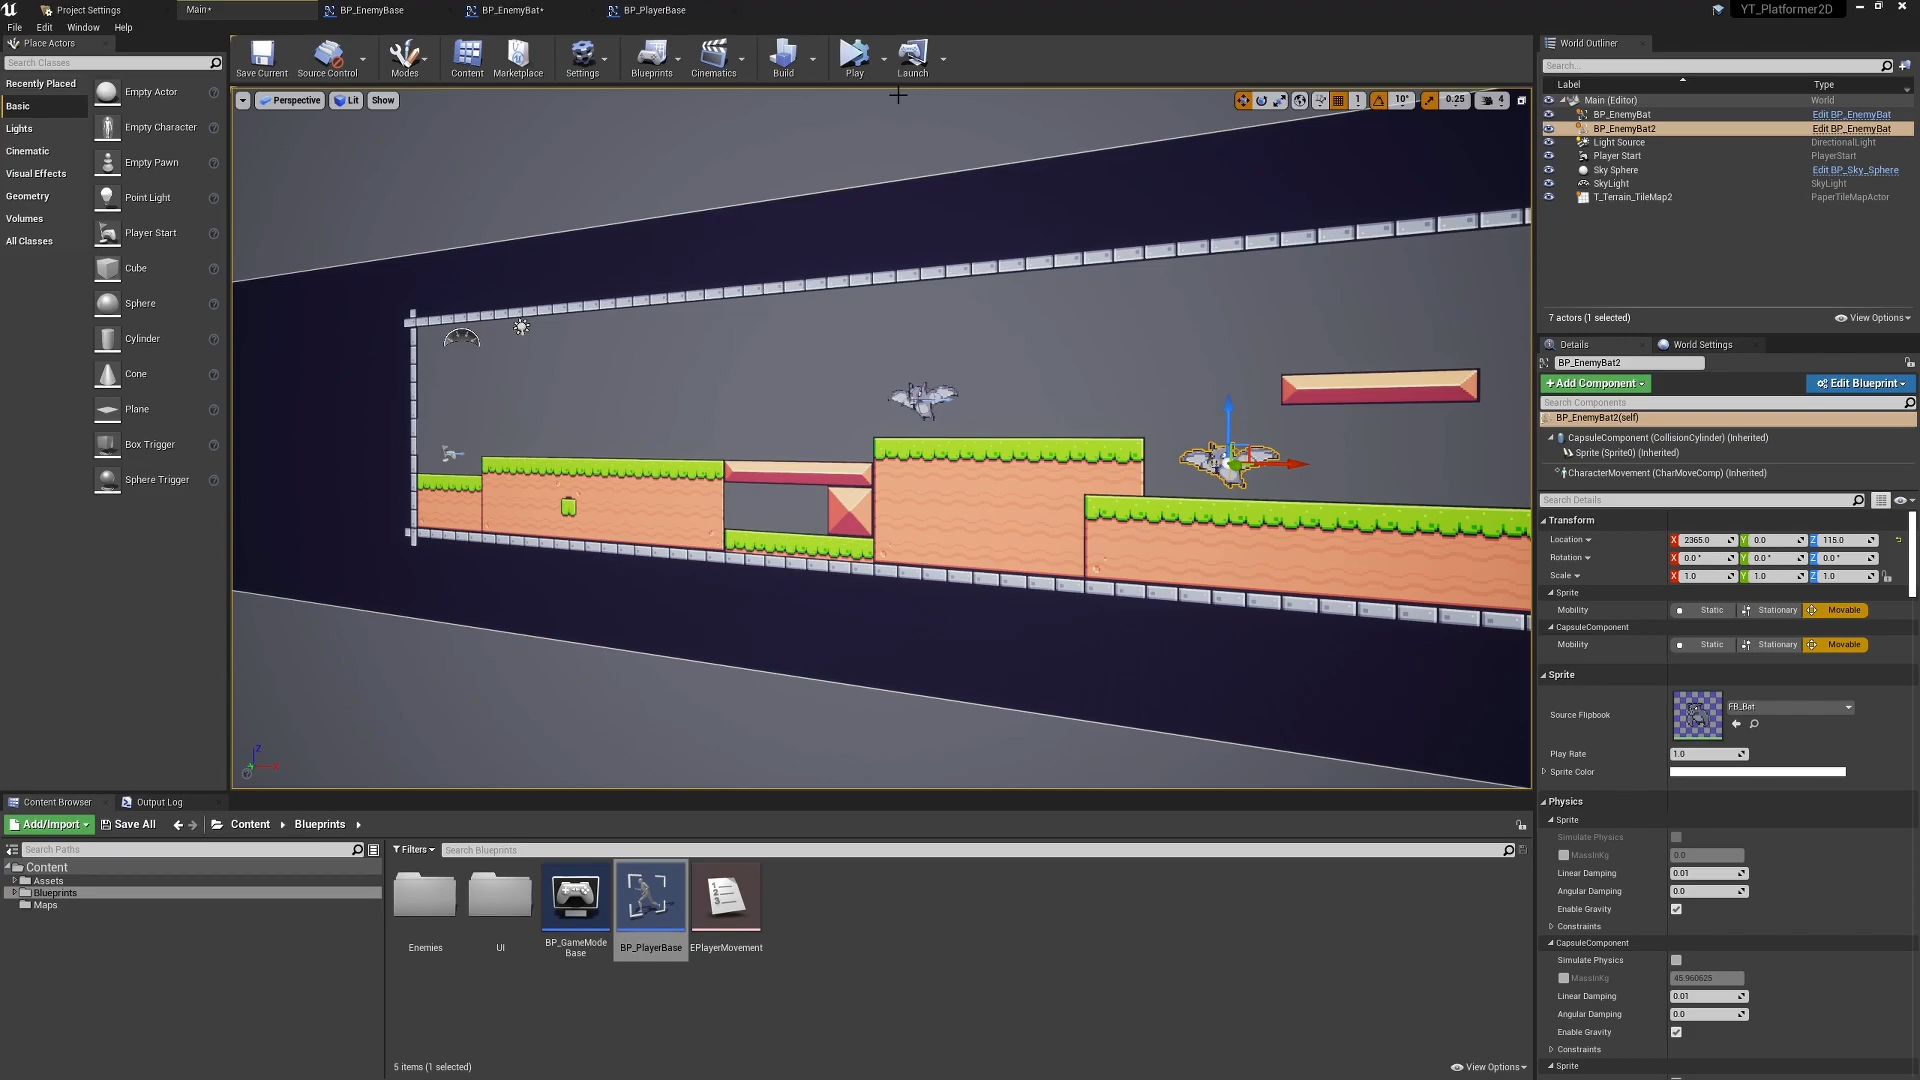 Project Settings
Main*
BP_EnemyBase
BP_EnemyBat*
BP_PlayerBase
YT_Platformer2D
File Edit Window Help
Place Actors
Search Classes
Recently Placed
Basic
Lights
Cinematic
Visual Effects
Geometry
Volumes
All Classes
Empty Actor
Empty Character
Empty Pawn
Point Light
Player Start
Cube
Sphere
Cylinder
Cone
Plane
Box Trigger
Sphere Trigger
Save Current
Source Control
Modes
Content
Marketplace
Settings
Blueprints
Cinematics
Build
Play
Launch
Perspective
Lit
Show
1
10°
0.25
4
Z
X
World Outliner
Search...
Label Type
Main (Editor) World
BP_EnemyBat Edit BP_EnemyBat
BP_EnemyBat2 Edit BP_EnemyBat
Light Source DirectionalLight
Player Start PlayerStart
Sky Sphere Edit BP_Sky_Sphere
SkyLight SkyLight
T_Terrain_TileMap2 PaperTileMapActor
7 actors (1 selected)
View Options
Details
World Settings
BP_EnemyBat2
+Add Component
Edit Blueprint
Search Components
BP_EnemyBat2(self)
CapsuleComponent (CollisionCylinder) (Inherited)
Sprite (Sprite0) (Inherited)
CharacterMovement (CharMoveComp) (Inherited)
Search Details
Transform
Location X 2365.0 Y 0.0 Z 115.0
Rotation X 0.0° Y 0.0° Z 0.0°
Scale X 1.0 Y 1.0 Z 1.0
Sprite
Mobility Static Stationary Movable
CapsuleComponent
Mobility Static Stationary Movable
Sprite
Source Flipbook
FB_Bat
Play Rate 1.0
Sprite Color
Physics
Sprite
Simulate Physics
MassInKg 0.0
Linear Damping 0.01
Angular Damping 0.0
Enable Gravity
Constraints
CapsuleComponent
Simulate Physics
MassInKg 45.960625
Linear Damping 0.01
Angular Damping 0.0
Enable Gravity
Constraints
Sprite
Content Browser
Output Log
Add/Import
Save All
Content
Blueprints
Search Paths
Content
Assets
Blueprints
Maps
Filters
Search Blueprints
Enemies
UI
BP_GameMode
Base
BP_PlayerBase
1
2
3
EPlayerMovement
5 items (1 selected)
View Options